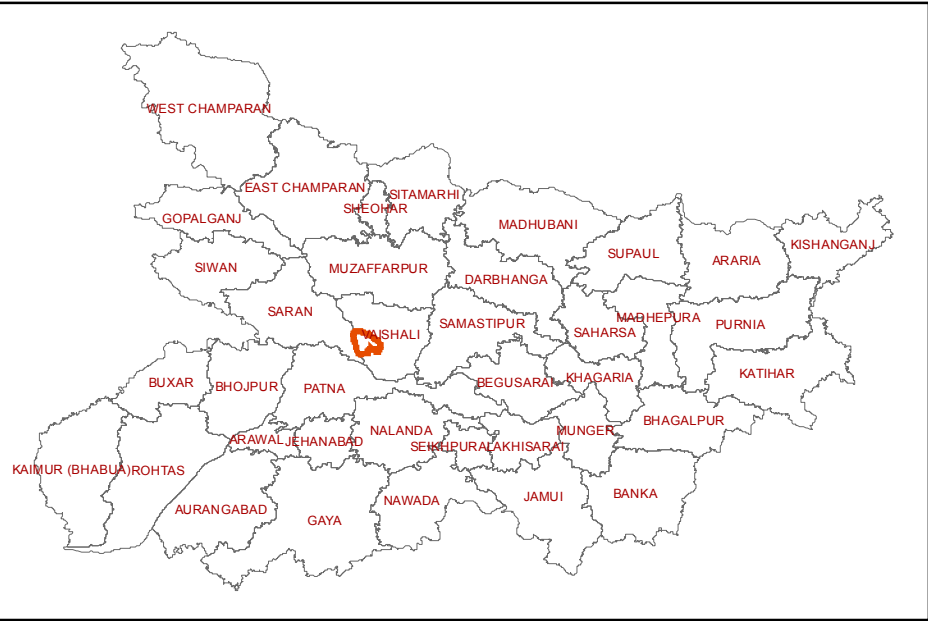 WEST CHAMPARAN
EAST CHAMPARAN
SITAMARHI
SHEOHAR
GOPALGANJ
MADHUBANI
KISHANGANJ
SUPAUL
ARARIA
SIWAN
MUZAFFARPUR
DARBHANGA
SARAN
MADHEPURA
PURNIA
SAMASTIPUR
VAISHALI
SAHARSA
KATIHAR
BUXAR
BHOJPUR
PATNA
BEGUSARAI
KHAGARIA
BHAGALPUR
NALANDA
MUNGER
ARAWAL
JEHANABAD
SEIKHPURA
LAKHISARAI
KAIMUR (BHABUA)
ROHTAS
BANKA
JAMUI
NAWADA
AURANGABAD
GAYA